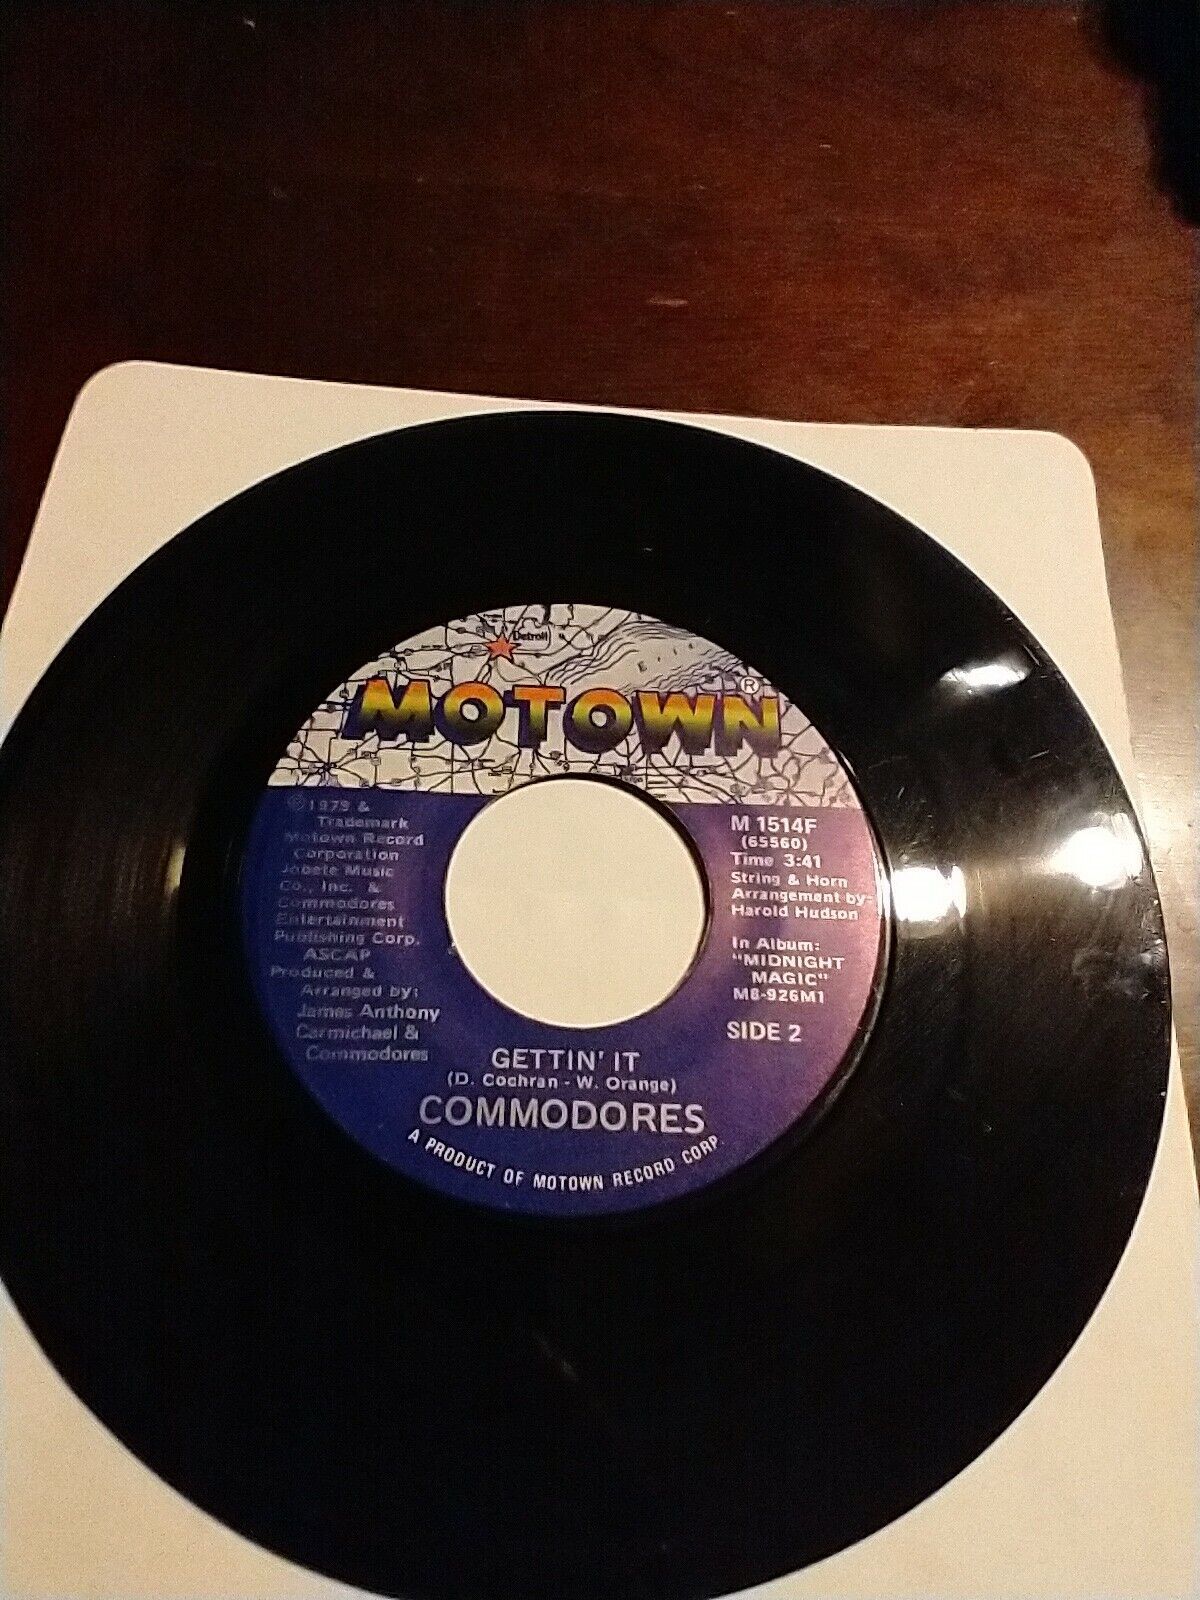 Detroit
Erie
MOTOWN®
℗ 1979 &
Trademark
Motown Record
Corporation
Jobete Music
Co., Inc. &
Commodores
Entertainment
Publishing Corp.
ASCAP
Produced &
Arranged by:
James Anthony
Carmichael &
Commodores
M 1514F
(65560)
Time 3:41
String & Horn
Arrangement by-
Harold Hudson
In Album:
"MIDNIGHT
MAGIC"
M8-926M1
SIDE 2
GETTIN' IT
(D. Cochran - W. Orange)
COMMODORES
A PRODUCT OF MOTOWN RECORD CORP.